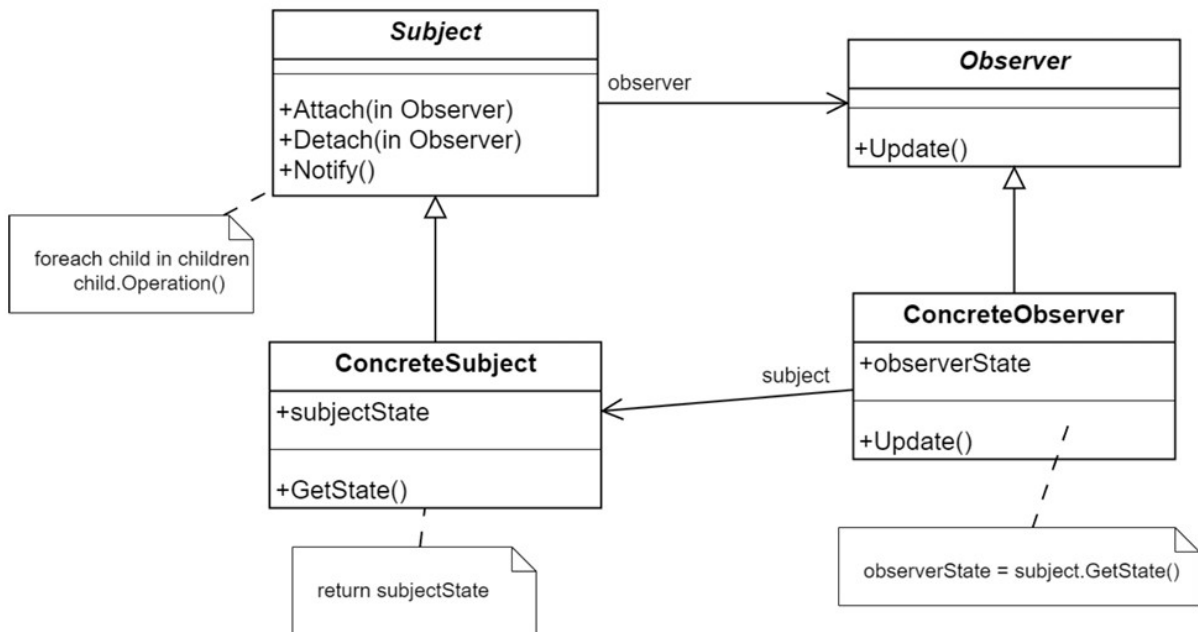 Subject
+Attach(in Observer)
+Detach(in Observer)
+Notify()
observer
Observer
+Update()
foreach child in children
child.Operation()
ConcreteSubject
+subjectState
+GetState()
subject
ConcreteObserver
+observerState
+Update()
return subjectState
observerState = subject.GetState()